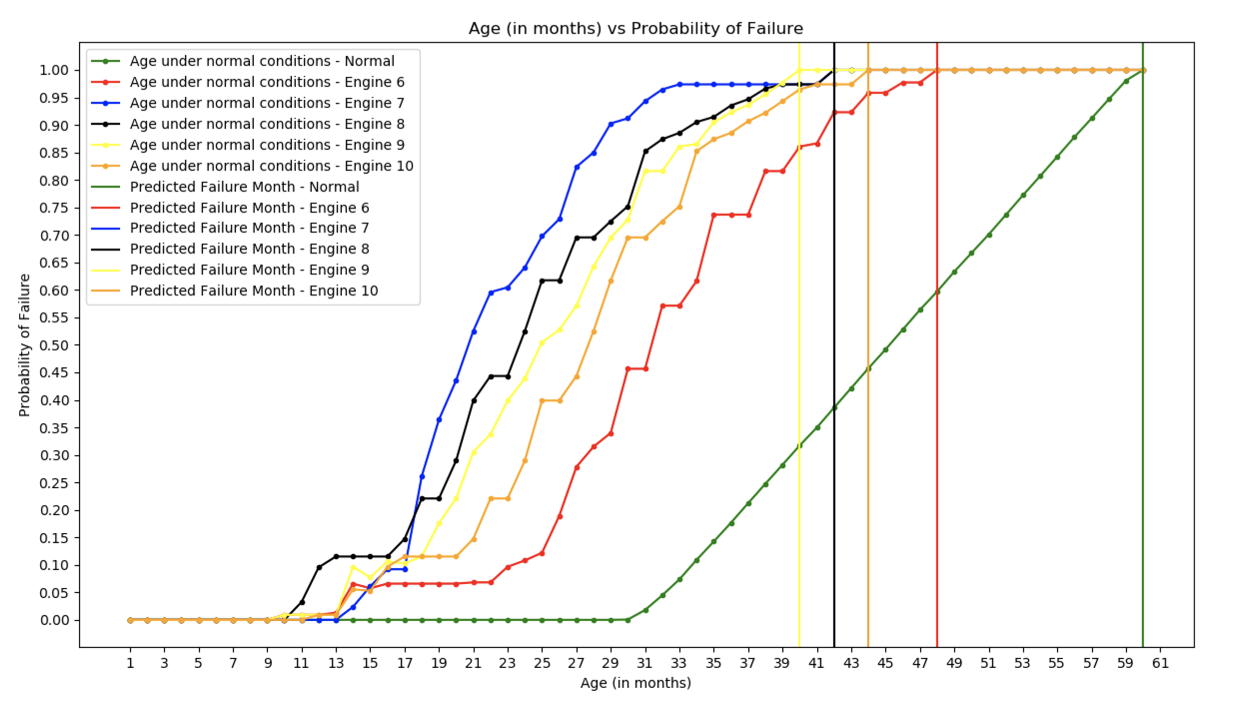 Age (in months) vs Probability of Failure
Age under normal conditions - Normal
Age under normal conditions - Engine 6
Age under normal conditions - Engine 7
Age under normal conditions - Engine 8
Age under normal conditions - Engine 9
Age under normal conditions - Engine 10
Predicted Failure Month - Normal
Predicted Failure Month - Engine 6
Predicted Failure Month - Engine 7
Predicted Failure Month - Engine 8
Predicted Failure Month - Engine 9
Predicted Failure Month - Engine 10
Probability of Failure
1.00
0.95
0.90
0.85
0.80
0.75
0.70
0.65
0.60
0.55
0.50
0.45
0.40
0.35
0.30
0.25
0.20
0.15
0.10
0.05
0.00
1 3 5 7 9 11 13 15 17 19 21 23 25 27 29 31 33 35 37 39 41 43 45 47 49 51 53 55 57 59 61
Age (in months)